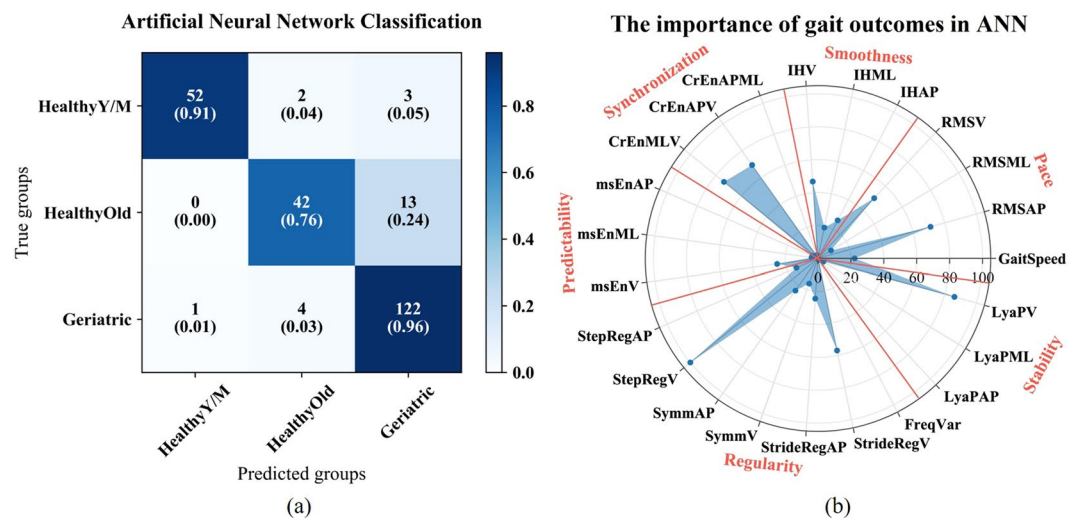 Artificial Neural Network Classification
True groups
HealthyY/M
HealthyOld
Geriatric
52
(0.91)
2
(0.04)
3
(0.05)
0
(0.00)
42
(0.76)
13
(0.24)
1
(0.01)
4
(0.03)
122
(0.96)
0.8
0.6
0.4
0.2
0.0
HealthyY/M
HealthyOld
Geriatric
Predicted groups
(a)
The importance of gait outcomes in ANN
Smoothness
Synchronization
Pace
Predictability
Stability
Regularity
IHV
IHML
IHAP
RMSV
RMSML
RMSAP
GaitSpeed
LyaPV
LyaPML
LyaPAP
FreqVar
StrideRegV
StrideRegAP
SymmV
SymmAP
StepRegV
StepRegAP
msEnV
msEnML
msEnAP
CrEnMLV
CrEnAPV
CrEnAPML
0
20
40
60
80
100
(b)